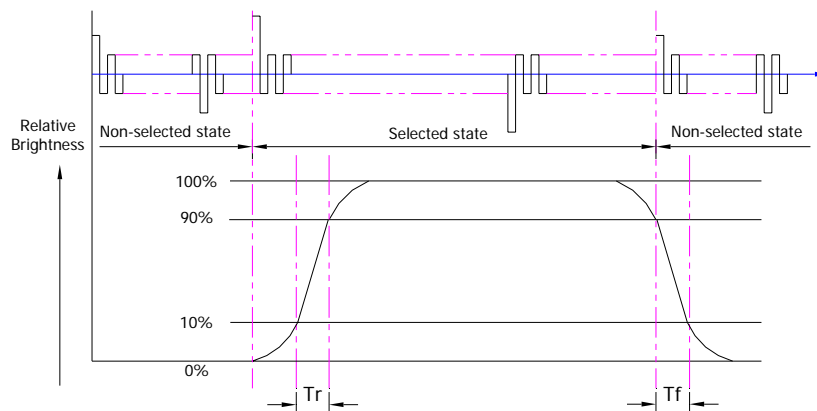 Relative
Brightness
Non-selected state
Selected state
Non-selected state
100%
90%
10%
0%
Tr
Tf